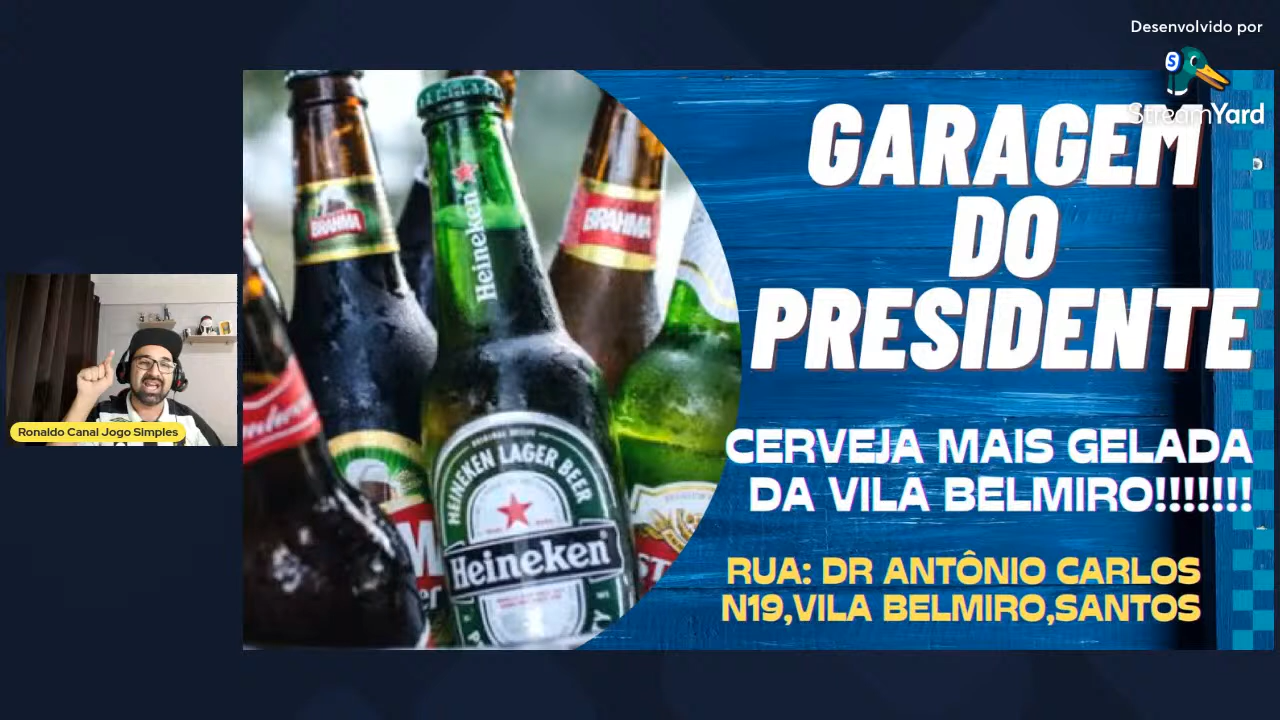 Desenvolvido por
StreamYard
GARAGEM
DO
PRESIDENTE
CERVEJA MAIS GELADA
DA VILA BELMIRO!!!!!!!
RUA: DR ANTÔNIO CARLOS
N19,VILA BELMIRO,SANTOS
Ronaldo Canal Jogo Simples
BRAHMA
Heineken
BRAHMA
HEINEKEN LAGER BEER
Heineken